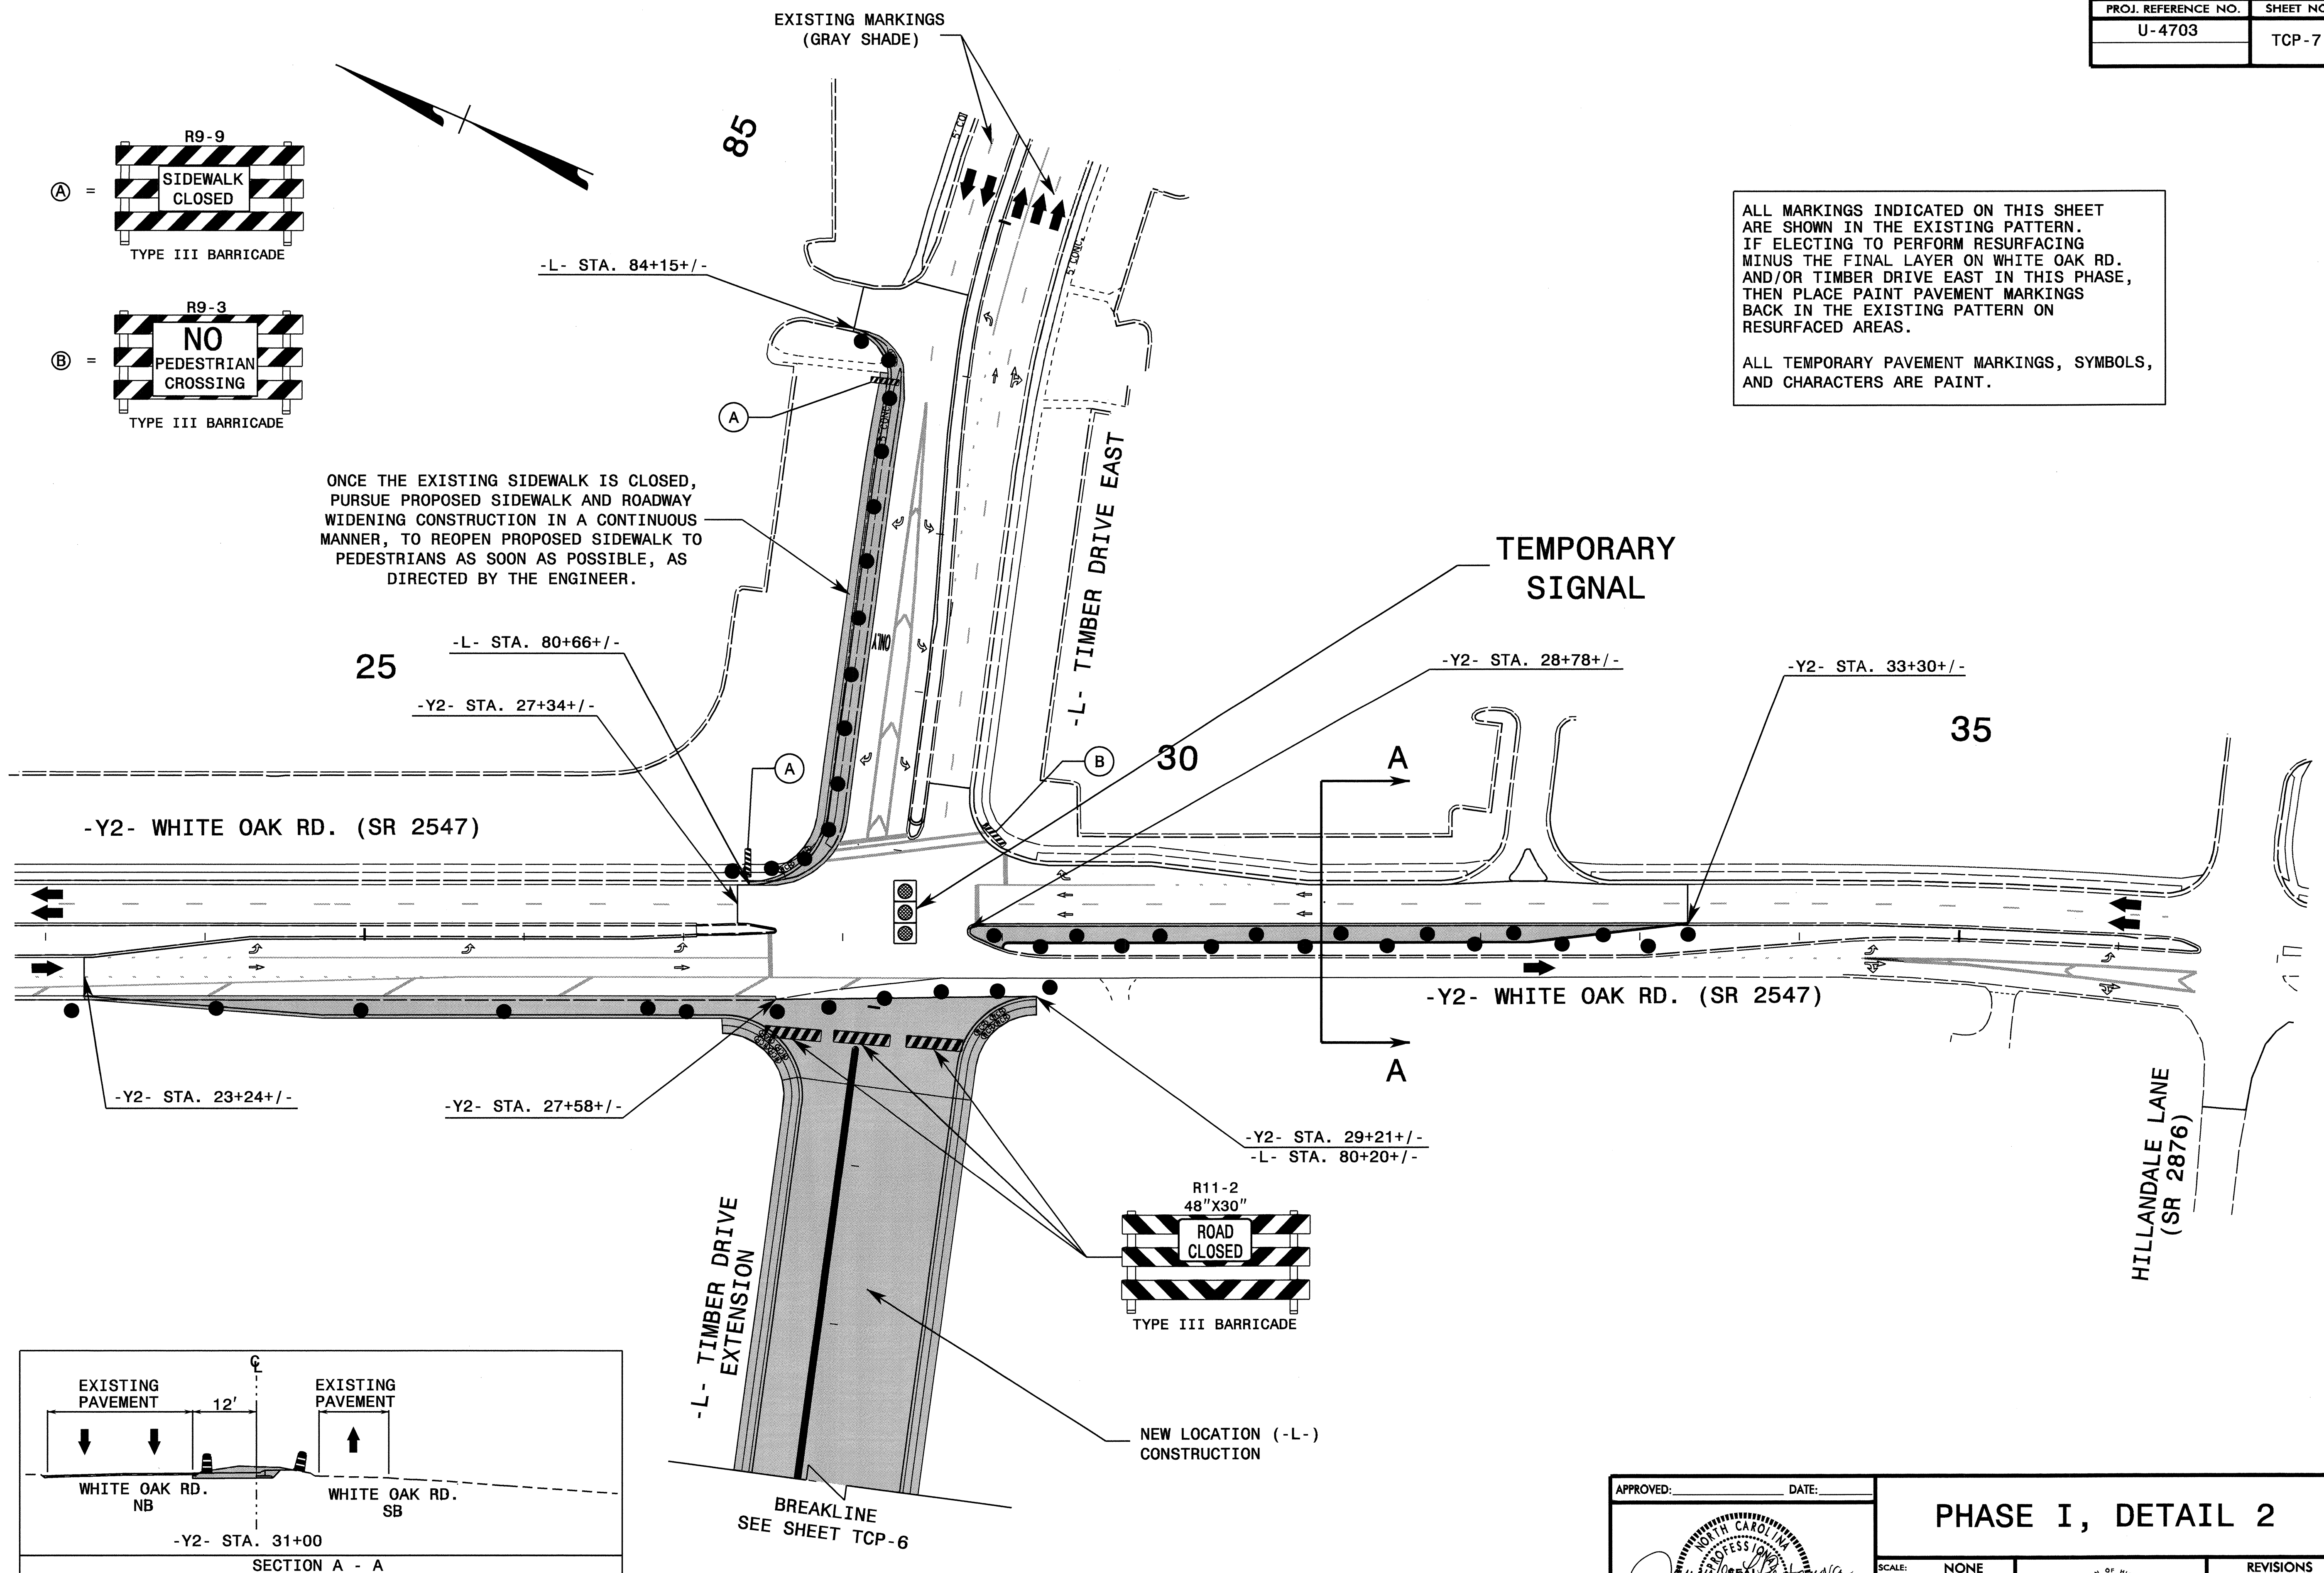 PROJ. REFERENCE NO.
SHEET NO
U-4703
TCP-7
EXISTING MARKINGS
(GRAY SHADE)
R9-9
A =
SIDEWALK
CLOSED
TYPE III BARRICADE
R9-3
B =
NO
PEDESTRIAN
CROSSING
TYPE III BARRICADE
85
5' CO
5' CONC
-L- STA. 84+15+/-
A
ALL MARKINGS INDICATED ON THIS SHEET
ARE SHOWN IN THE EXISTING PATTERN.
IF ELECTING TO PERFORM RESURFACING
MINUS THE FINAL LAYER ON WHITE OAK RD.
AND/OR TIMBER DRIVE EAST IN THIS PHASE,
THEN PLACE PAINT PAVEMENT MARKINGS
BACK IN THE EXISTING PATTERN ON
RESURFACED AREAS.
ALL TEMPORARY PAVEMENT MARKINGS, SYMBOLS,
AND CHARACTERS ARE PAINT.
ONCE THE EXISTING SIDEWALK IS CLOSED,
PURSUE PROPOSED SIDEWALK AND ROADWAY
WIDENING CONSTRUCTION IN A CONTINUOUS
MANNER, TO REOPEN PROPOSED SIDEWALK TO
PEDESTRIANS AS SOON AS POSSIBLE, AS
DIRECTED BY THE ENGINEER.
-L- TIMBER DRIVE EAST
TEMPORARY
SIGNAL
ONLY
-L- STA. 80+66+/-
25
-Y2- STA. 27+34+/-
-Y2- STA. 28+78+/-
-Y2- STA. 33+30+/-
A
B
30
A
35
-Y2- WHITE OAK RD. (SR 2547)
-Y2- WHITE OAK RD. (SR 2547)
A
-Y2- STA. 23+24+/-
-Y2- STA. 27+58+/-
-Y2- STA. 29+21+/-
-L- STA. 80+20+/-
HILLANDALE LANE
(SR 2876)
R11-2
48"X30"
ROAD
CLOSED
TYPE III BARRICADE
-L- TIMBER DRIVE
EXTENSION
NEW LOCATION (-L-)
CONSTRUCTION
BREAKLINE
SEE SHEET TCP-6
CL
EXISTING
PAVEMENT
12'
EXISTING
PAVEMENT
WHITE OAK RD.
NB
WHITE OAK RD.
SB
-Y2- STA. 31+00
SECTION A - A
APPROVED:
DATE:
NORTH CAROLINA
PROFESSIONA
PHASE I, DETAIL 2
SCALE:
NONE
REVISIONS